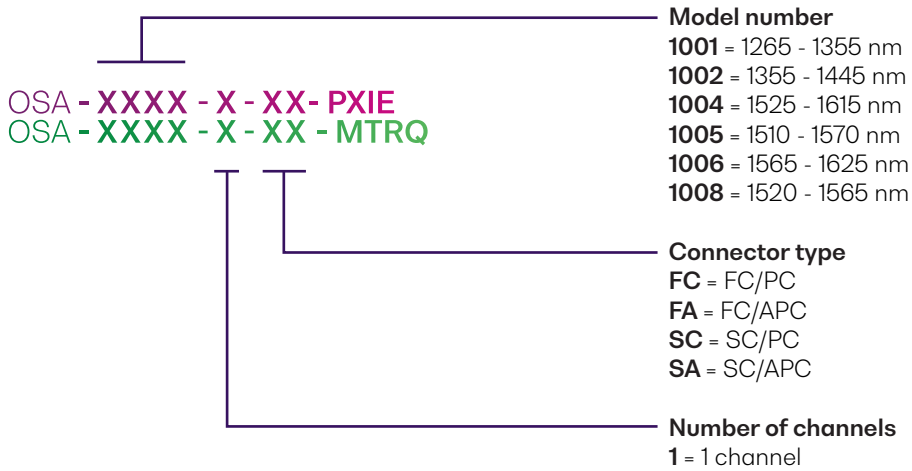 OSA - XXXX - X - XX- PXIE
OSA - XXXX - X - XX - MTRQ
Model number
1001 = 1265 - 1355 nm
1002 = 1355 - 1445 nm
1004 = 1525 - 1615 nm
1005 = 1510 - 1570 nm
1006 = 1565 - 1625 nm
1008 = 1520 - 1565 nm
Connector type
FC = FC/PC
FA = FC/APC
SC = SC/PC
SA = SC/APC
Number of channels
1 = 1 channel